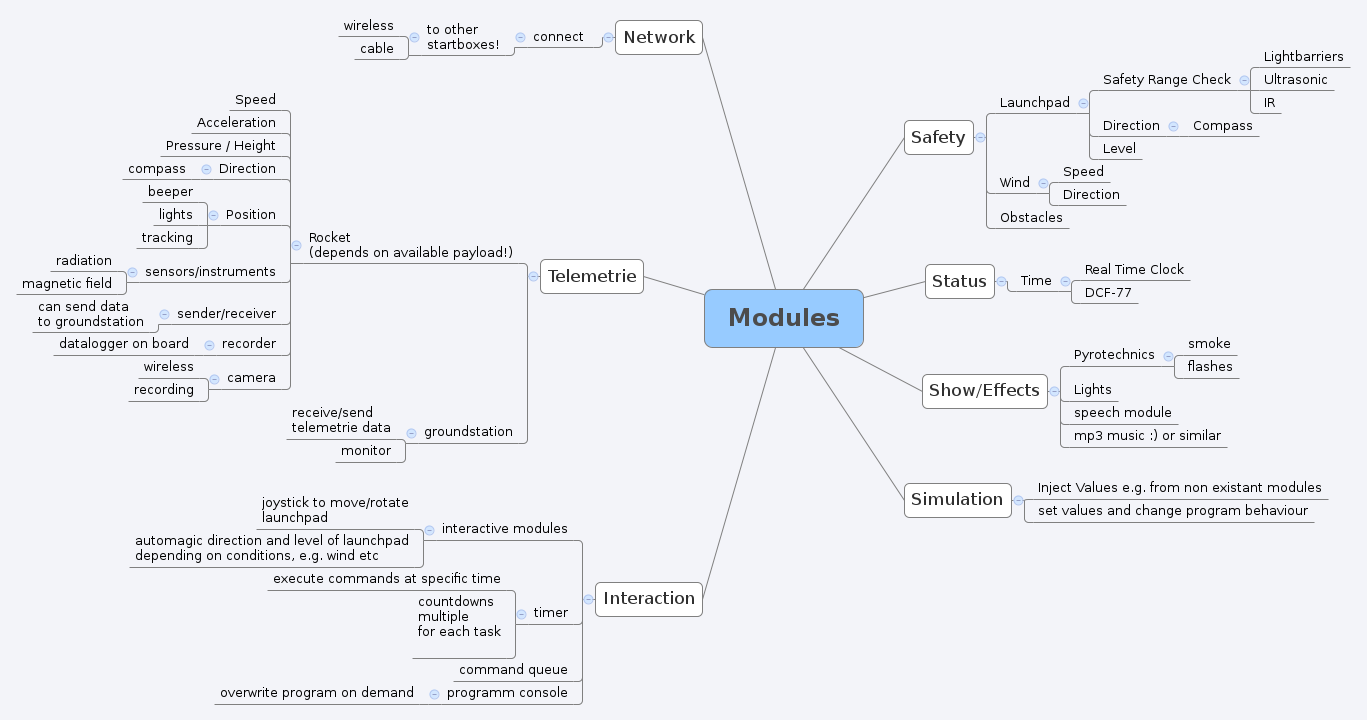 Modules
Network
connect
to other
startboxes!
wireless
cable
Telemetrie
Rocket
(depends on available payload!)
Speed
Acceleration
Pressure / Height
Direction
compass
Position
beeper
lights
tracking
sensors/instruments
radiation
magnetic field
sender/receiver
can send data
to groundstation
recorder
datalogger on board
camera
wireless
recording
groundstation
receive/send
telemetrie data
monitor
Interaction
interactive modules
joystick to move/rotate
launchpad
automagic direction and level of launchpad
depending on conditions, e.g. wind etc
timer
execute commands at specific time
countdowns
multiple
for each task
command queue
programm console
overwrite program on demand
Safety
Launchpad
Safety Range Check
Lightbarriers
Ultrasonic
IR
Direction
Compass
Level
Wind
Speed
Direction
Obstacles
Status
Time
Real Time Clock
DCF-77
Show/Effects
Pyrotechnics
smoke
flashes
Lights
speech module
mp3 music :) or similar
Simulation
Inject Values e.g. from non existant modules
set values and change program behaviour